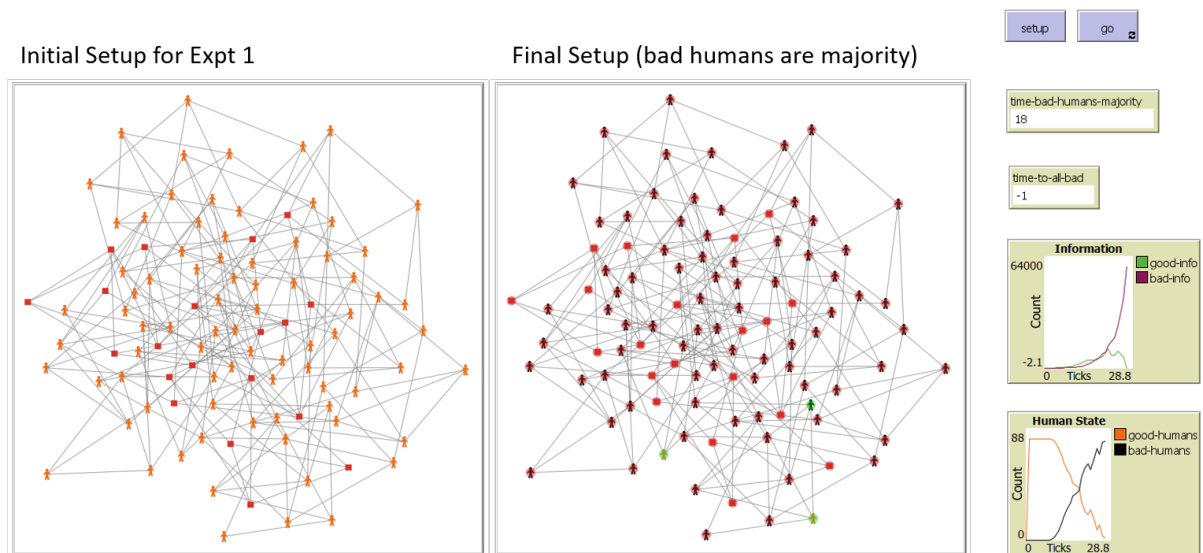 Initial Setup for Expt 1
Final Setup (bad humans are majority)
setup
go
time-bad-humans-majority
18
time-to-all-bad
-1
Information
64000
Count
-2.1
0
Ticks
28.8
good-info
bad-info
Human State
88
Count
0
0
Ticks
28.8
good-humans
bad-humans